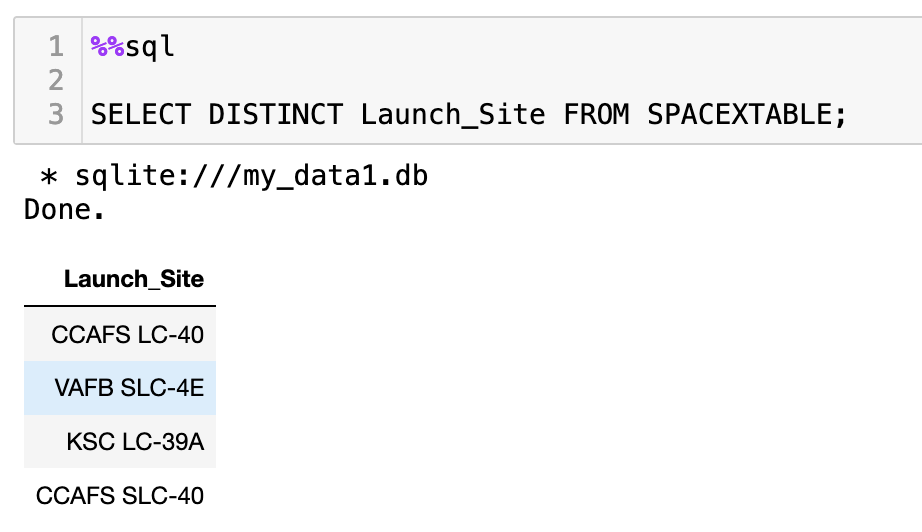 1 %%sql
2
3 SELECT DISTINCT Launch_Site FROM SPACEXTABLE;
* sqlite:///my_data1.db
Done.
Launch_Site
CCAFS LC-40
VAFB SLC-4E
KSC LC-39A
CCAFS SLC-40